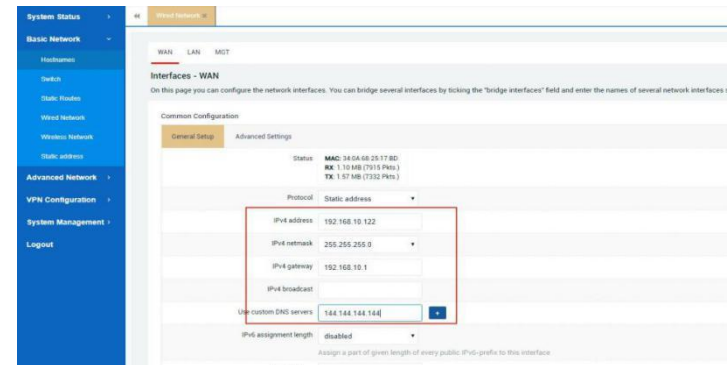 System Status
Wired Network
Basic Network
Hostnames
Switch
Static Routes
Wired Network
Wireless Network
Static address
Advanced Network
VPN Configuration
System Management
Logout
WAN LAN MGT
Interfaces - WAN
On this page you can configure the network interfaces. You can bridge several interfaces by ticking the "bridge interfaces" field and enter the names of several network interfaces
Common Configuration
General Setup Advanced Settings
Status MAC: 34:0A:68:25:17:BD
RX: 1.10 MB (7915 Pkts.)
TX: 1.57 MB (7332 Pkts.)
Protocol Static address
IPv4 address 192.168.10.122
IPv4 netmask 255.255.255.0
IPv4 gateway 192.168.10.1
IPv4 broadcast
Use custom DNS servers 144.144.144.144
IPv6 assignment length disabled
Assign a part of given length of every public IPv6-prefix to this interface